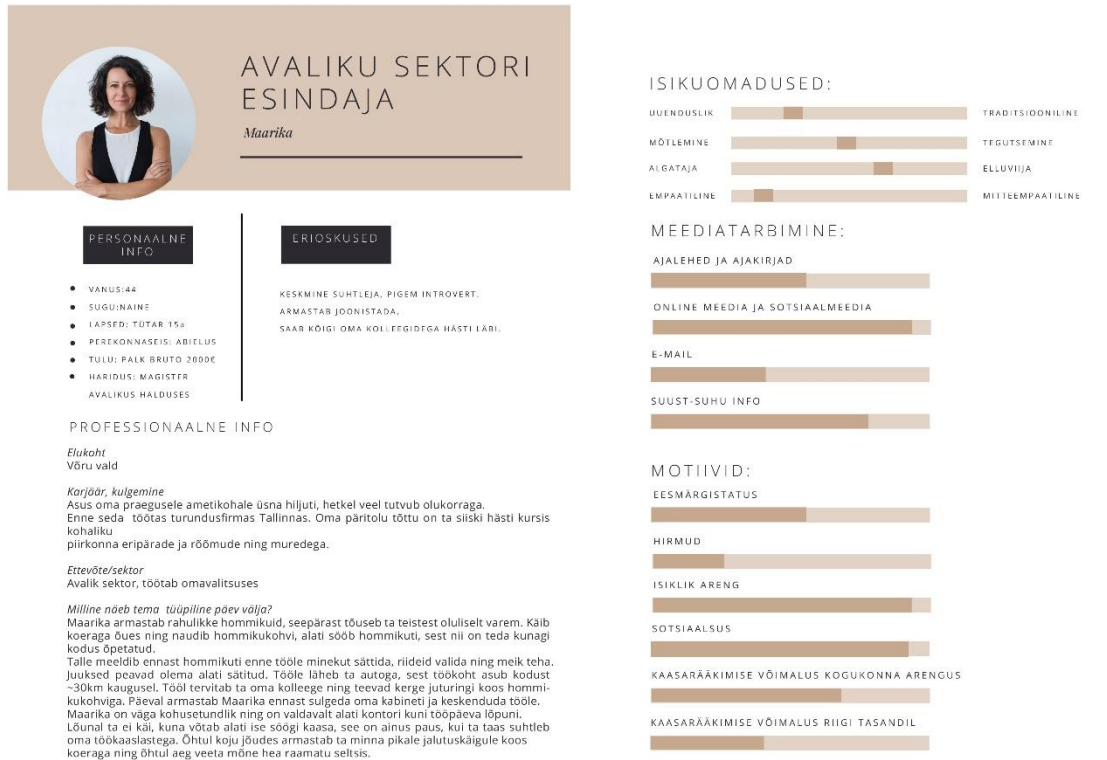 AVALIKU SEKTORI
ESINDAJA
Maarika
PERSONAALNE
INFO
VANUS:44
SUGU:NAINE
LAPSED: TÜTAR 15a
PEREKONNASEIS: ABIELUS
TULU: PALK BRUTO 2000€
HARIDUS: MAGISTER
AVALIKUS HALDUSES
ERIOSKUSED
KESKMINE SUHTLEJA, PIGEM INTROVERT.
ARMASTAB JOONISTADA,
SAAB KÕIGI OMA KOLLEEGIDEGA HÄSTI LÄBI.
PROFESSIONAALNE INFO
Elukoht
Võru vald
Karjäär, kulgemine
Asus oma praegusele ametikohale üsna hiljuti, hetkel veel tutvub olukorraga.
Enne seda töötas turundusfirmas Tallinnas. Oma päritolu tõttu on ta siiski hästi kursis
kohaliku
piirkonna eripärade ja rõõmude ning muredega.
Ettevõte/sektor
Avalik sektor, töötab omavalitsuses
Milline näeb tema tüüpiline päev välja?
Maarika armastab rahulikke hommikuid, seepärast tõuseb ta teistest oluliselt varem. Käib
koeraga õues ning naudib hommikukohvi, alati sööb hommikuti, sest nii on teda kunagi
kodus õpetatud.
Talle meeldib ennast hommikuti enne tööle minekut sättida, riideid valida ning meik teha.
Juuksed peavad olema alati sätitud. Tööle läheb ta autoga, sest töökoht asub kodust
~30km kaugusel. Tööl tervitab ta oma kolleege ning teevad kerge juturingi koos hommi-
kukohviga. Päeval armastab Maarika ennast sulgeda oma kabineti ja keskenduda tööle.
Maarika on väga kohusetundlik ning on valdavalt alati kontori kuni tööpäeva lõpuni.
Lõunal ta ei käi, kuna võtab alati ise söögi kaasa, see on ainus paus, kui ta taas suhtleb
oma töökaaslastega. Õhtul koju jõudes armastab ta minna pikale jalutuskäigule koos
koeraga ning õhtul aeg veeta mõne hea raamatu seltsis.
ISIKUOMADUSED:
UUENDUSLIK TRADITSIOONILINE
MÕTLEMINE TEGUTSEMINE
ALGATAJA ELLUVIIJA
EMPAATILINE MITTEEMPAATILINE
MEEDIATARBIMINE:
AJALEHED JA AJAKIRJAD
ONLINE MEEDIA JA SOTSIAALMEEDIA
E-MAIL
SUUST-SUHU INFO
MOTIIVID:
EESMÄRGISTATUS
HIRMUD
ISIKLIK ARENG
SOTSIAALSUS
KAASARÄÄKIMISE VÕIMALUS KOGUKONNA ARENGUS
KAASARÄÄKIMISE VÕIMALUS RIIGI TASANDIL